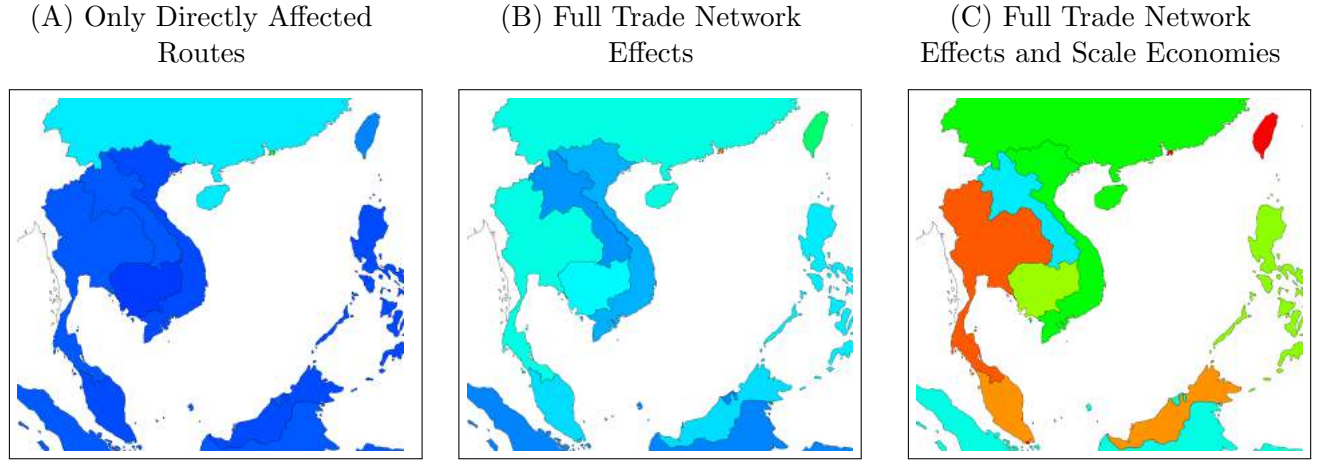 (A) Only Directly Affected
Routes
(B) Full Trade Network
Effects
(C) Full Trade Network
Effects and Scale Economies